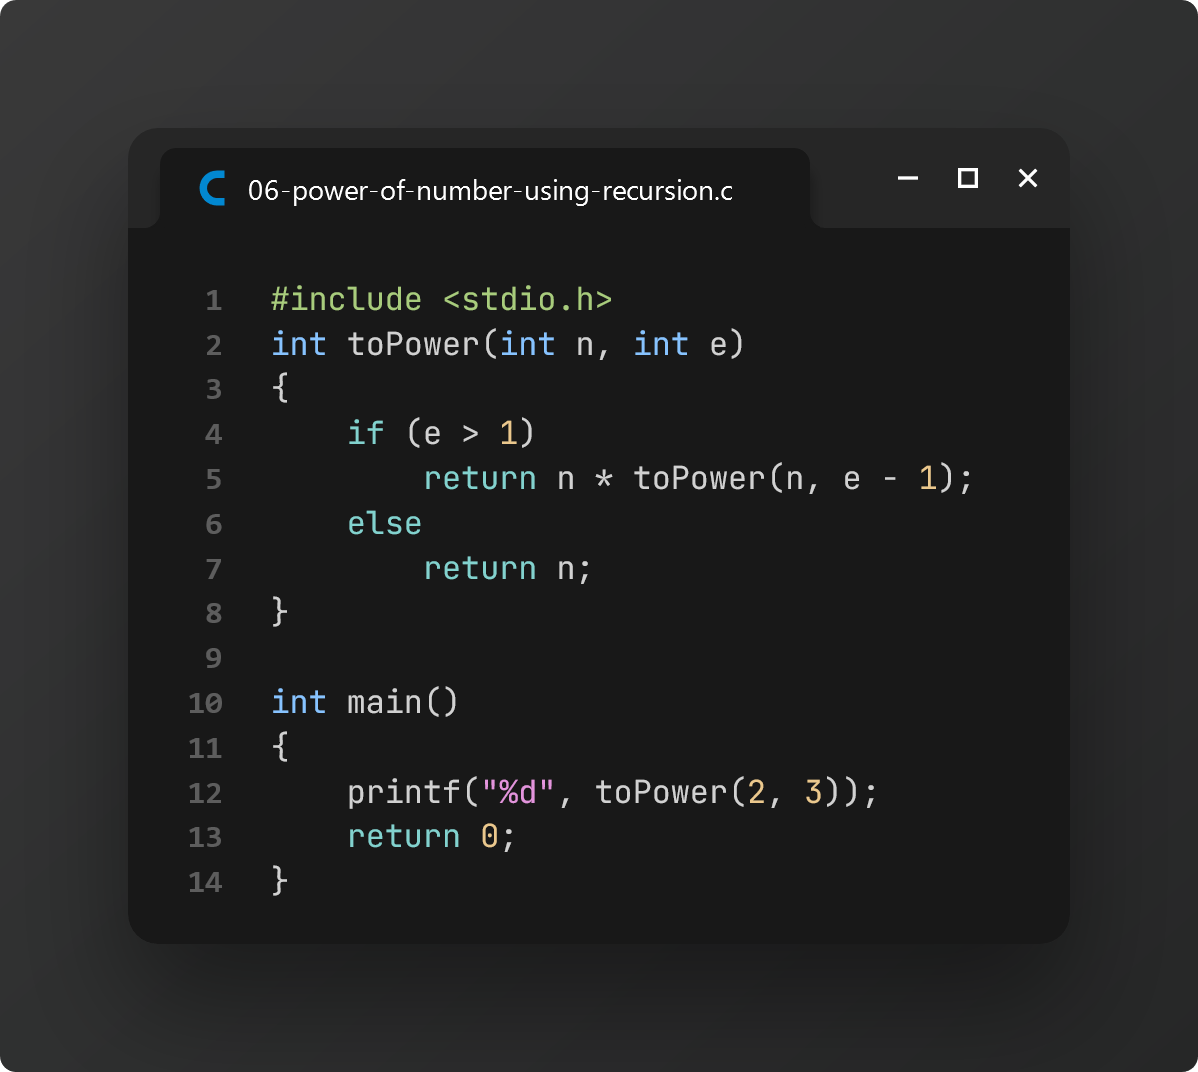 06-power-of-number-using-recursion.c
1 #include <stdio.h>
2 int toPower(int n, int e)
3 {
4     if (e > 1)
5         return n * toPower(n, e - 1);
6     else
7         return n;
8 }
9
10 int main()
11 {
12     printf("%d", toPower(2, 3));
13     return 0;
14 }